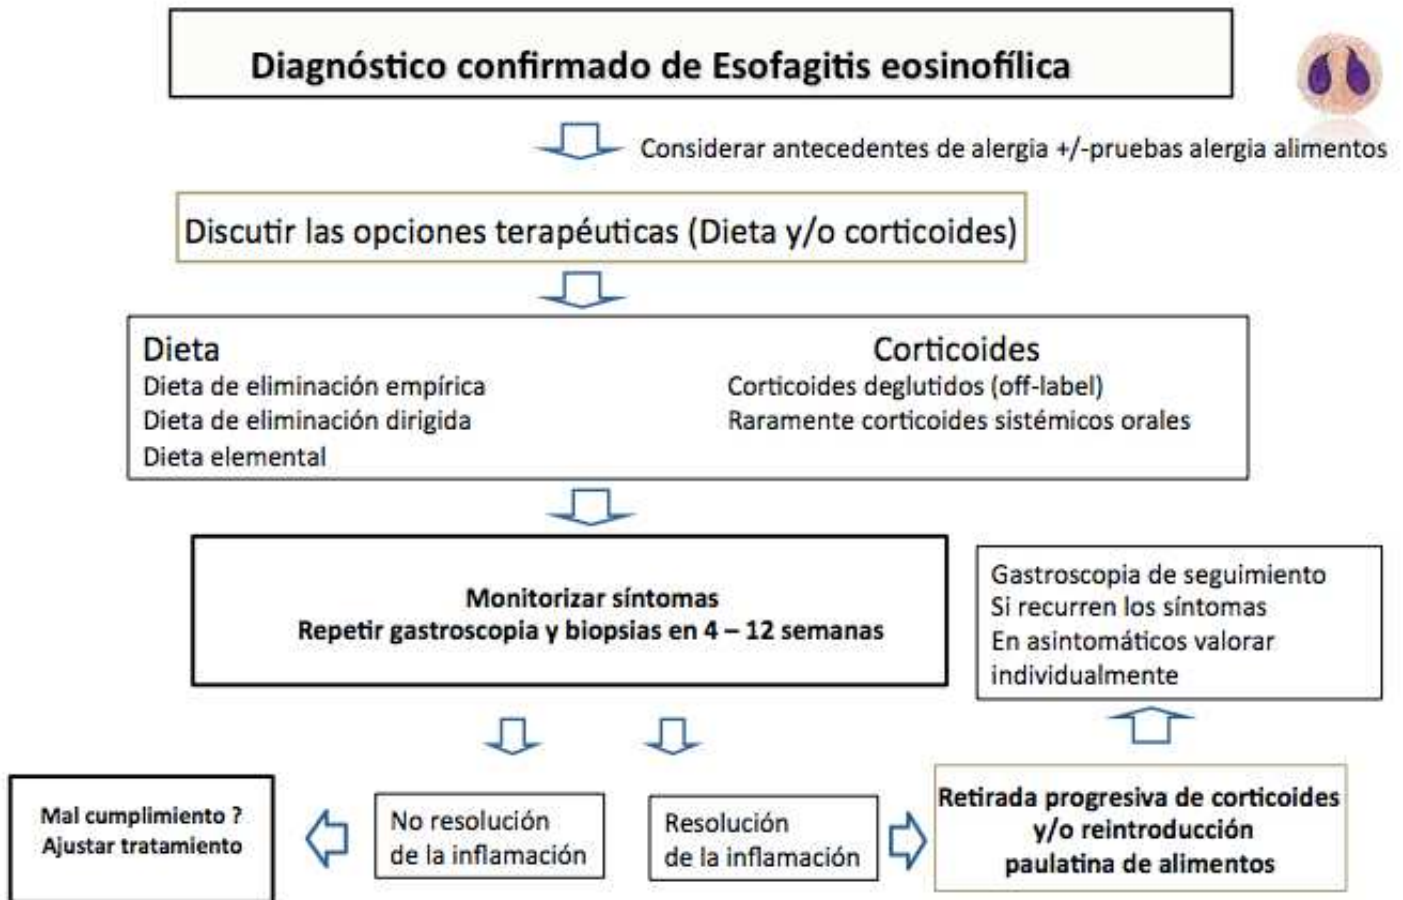 Diagnóstico confirmado de Esofagitis eosinofílica
Considerar antecedentes de alergia +/-pruebas alergia alimentos
Discutir las opciones terapéuticas (Dieta y/o corticoides)
Dieta
Dieta de eliminación empírica
Dieta de eliminación dirigida
Dieta elemental
Corticoides
Corticoides deglutidos (off-label)
Raramente corticoides sistémicos orales
Monitorizar síntomas
Repetir gastroscopia y biopsias en 4 – 12 semanas
Gastroscopia de seguimiento
Si recurren los síntomas
En asintomáticos valorar
individualmente
Mal cumplimiento ?
Ajustar tratamiento
No resolución
de la inflamación
Resolución
de la inflamación
Retirada progresiva de corticoides
y/o reintroducción
paulatina de alimentos